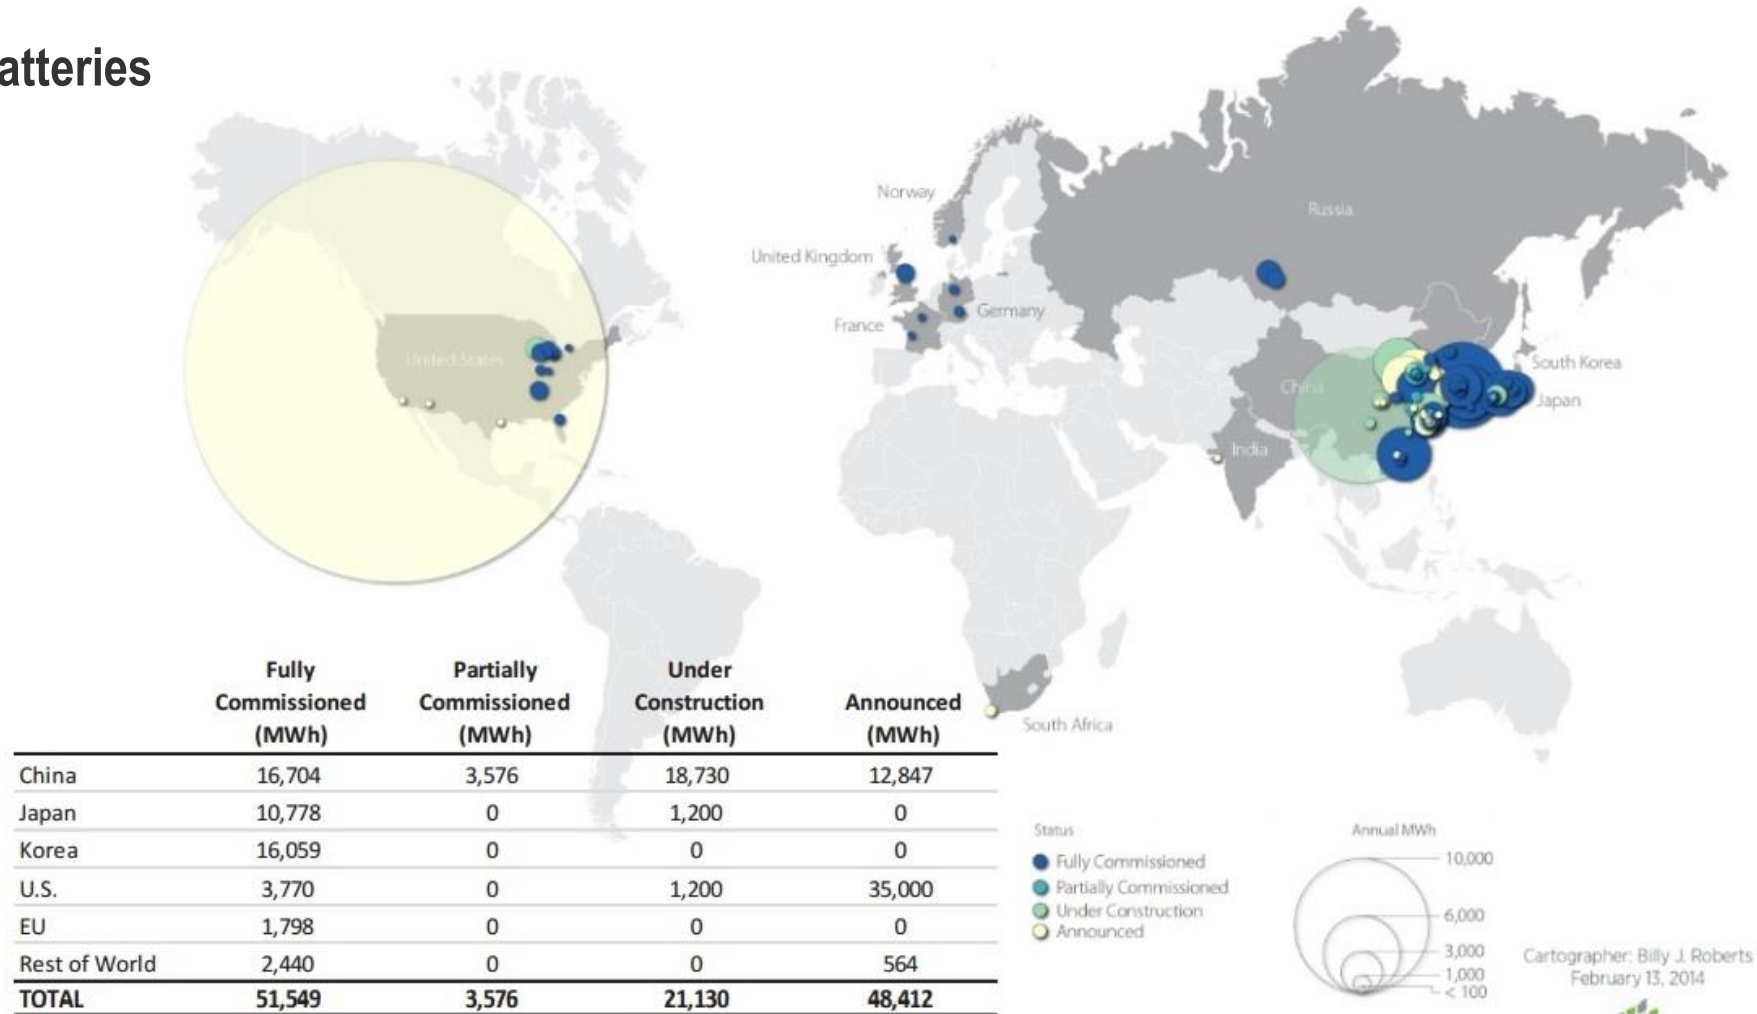 atteries
Norway
Russia
United Kingdom
Germany
France
United States
South Korea
China
Japan
India
South Africa
Fully Commissioned (MWh) Partially Commissioned (MWh) Under Construction (MWh) Announced (MWh)
China 16,704 3,576 18,730 12,847
Japan 10,778 0 1,200 0
Korea 16,059 0 0 0
U.S. 3,770 0 1,200 35,000
EU 1,798 0 0 0
Rest of World 2,440 0 0 564
TOTAL 51,549 3,576 21,130 48,412
Status
Fully Commissioned
Partially Commissioned
Under Construction
Announced
Annual MWh
10,000
6,000
3,000
1,000
< 100
Cartographer: Billy J. Roberts
February 13, 2014